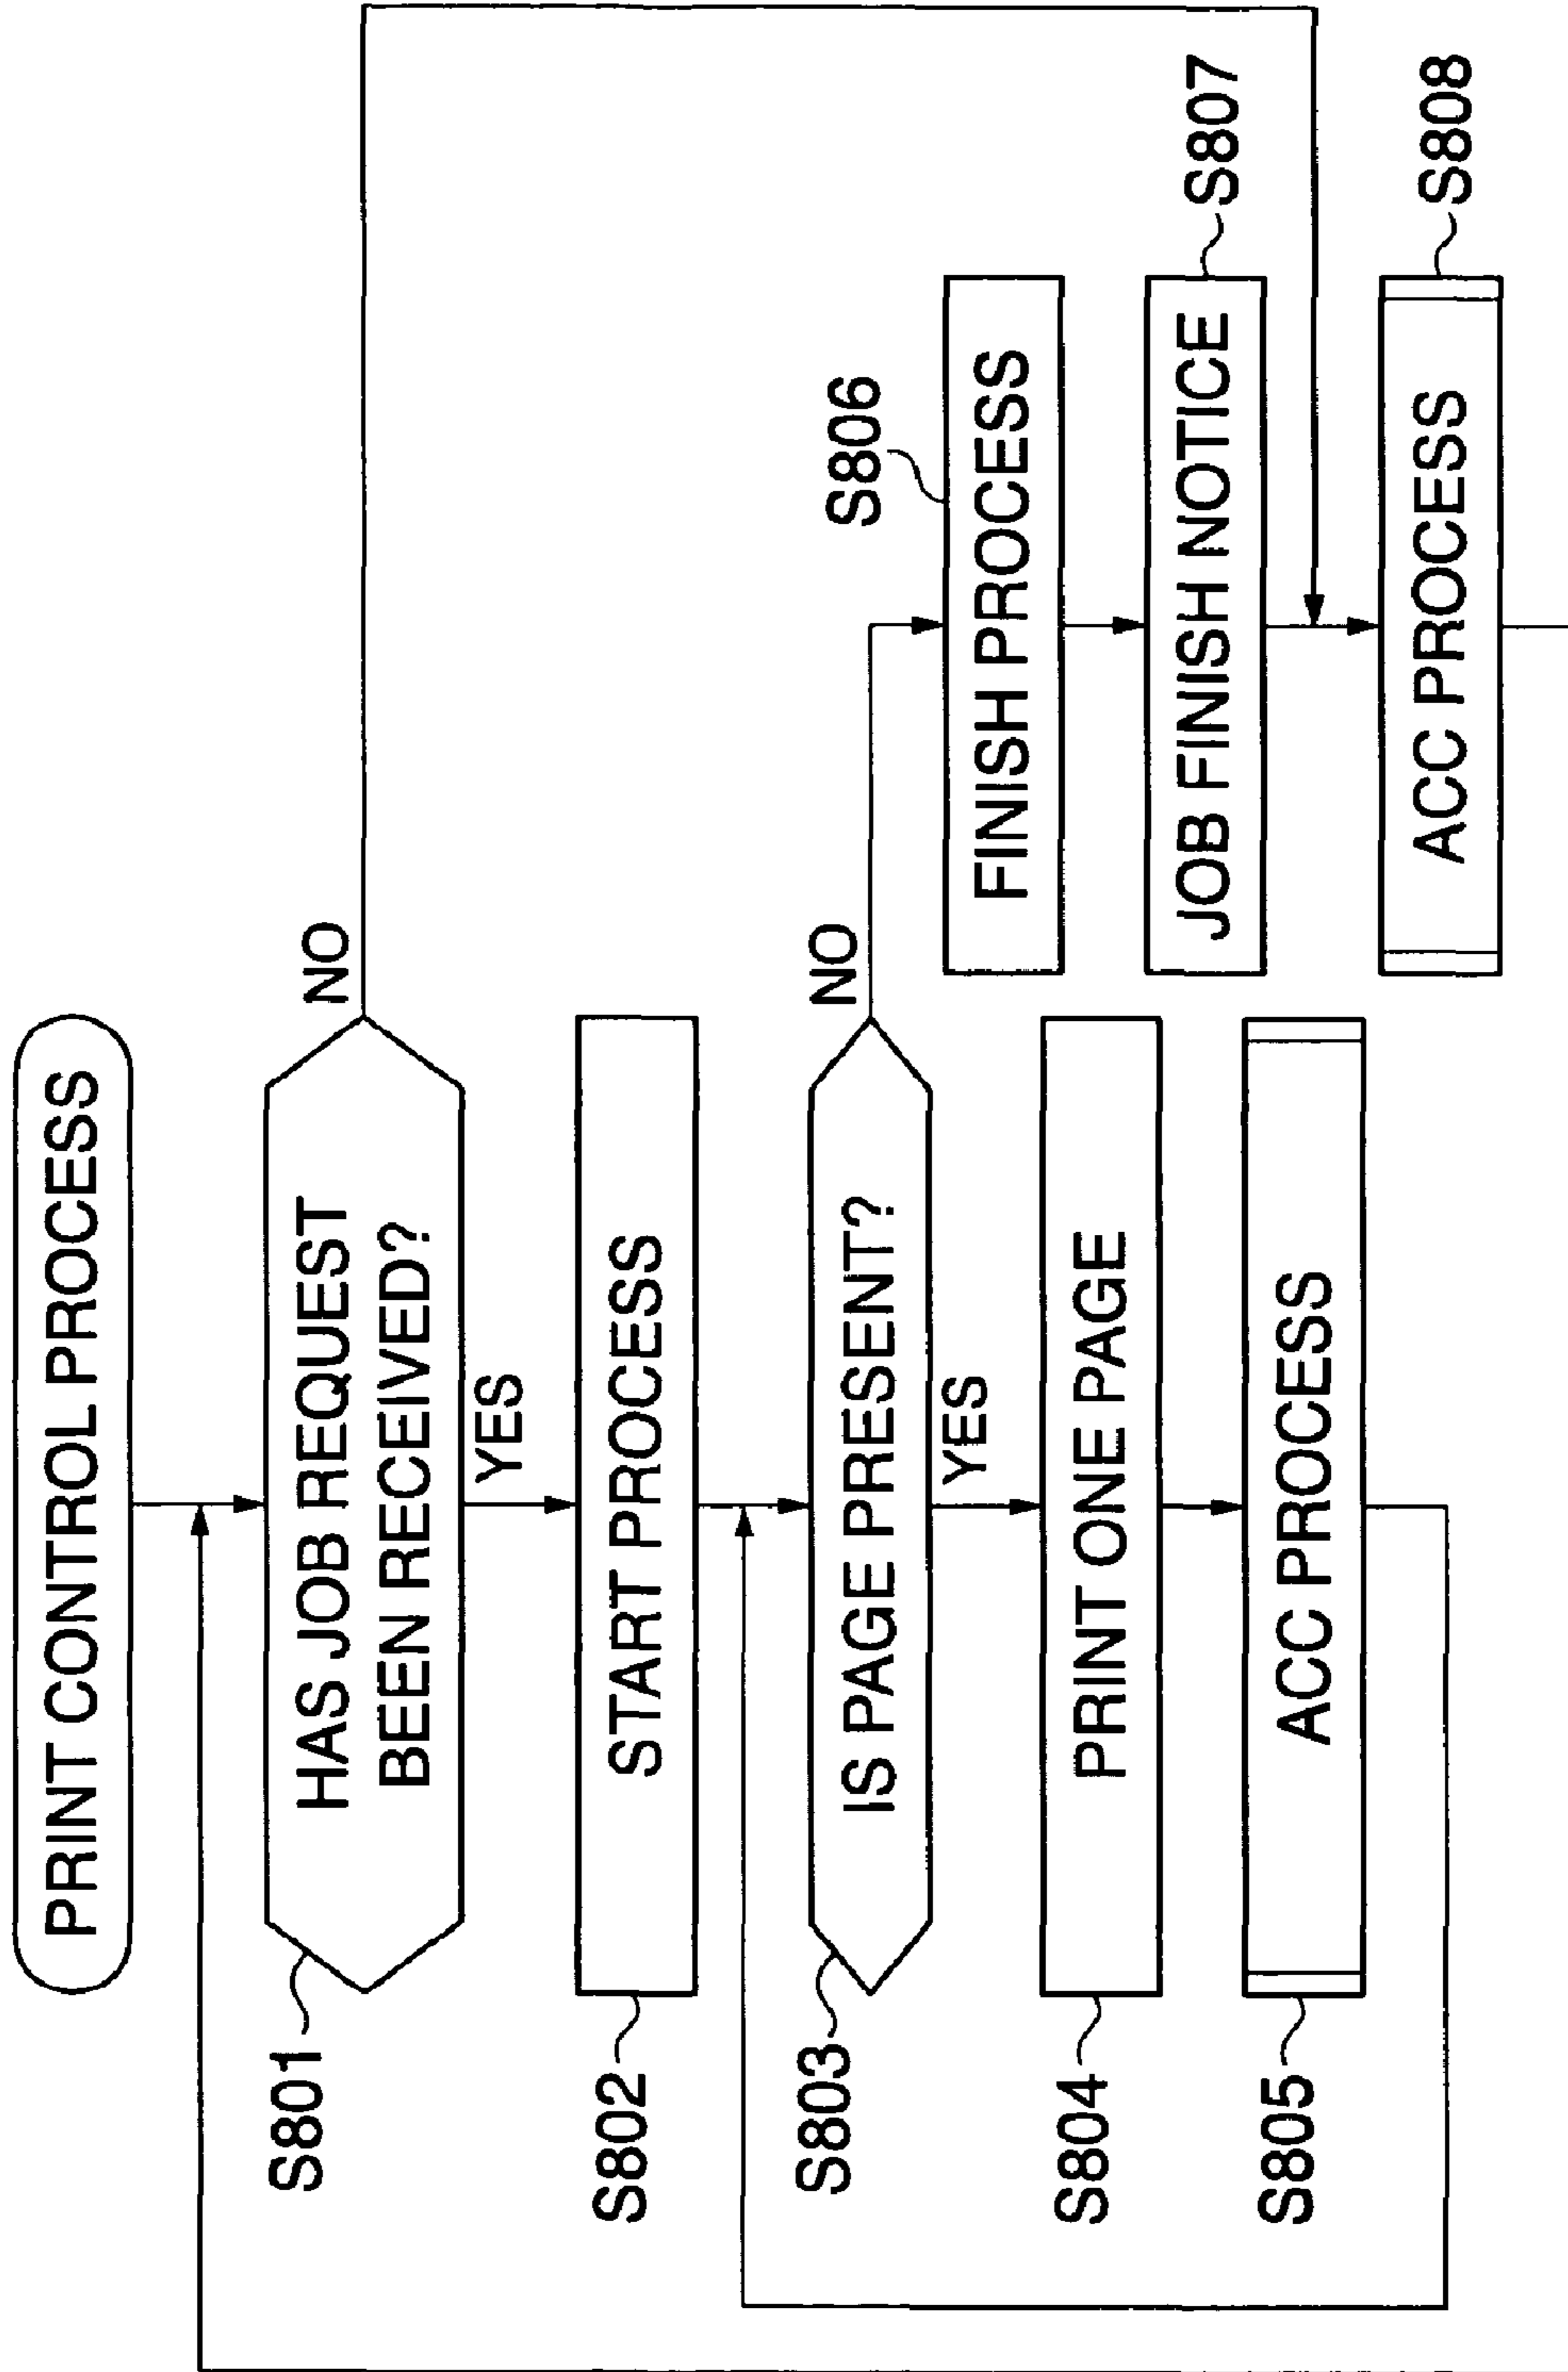 PRINT CONTROL PROCESS
S801
HAS JOB REQUEST
BEEN RECEIVED?
NO
YES
S802
START PROCESS
S803
IS PAGE PRESENT?
NO
YES
S804
PRINT ONE PAGE
S805
ACC PROCESS
S806
FINISH PROCESS
JOB FINISH NOTICE
S807
ACC PROCESS
S808